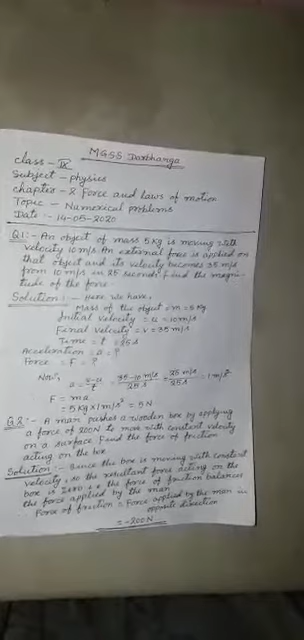 MGSS Darbhanga
class - IX
Subject - physics
chapter - 2 Force and laws of motion
Topic - Numerical problems
Date :- 14-05-2020
Q1:- An object of mass 5kg is moving with
velocity 10 m/s. An external force is applied on
that object and its velocity becomes 35 m/s
from 10 m/s in 25 seconds. Find the magni-
tude of the force.
Solution :- Here we have,
Mass of the object = m = 5 kg
Initial velocity = u = 10 m/s
Final velocity = v = 35 m/s
Time = t = 25 s
Acceleration = a = ?
Force = F = ?
Now, a = v-u/t = 35-10 m/s/25 s = 25 m/s/25 s = 1 m/s²
F = ma
= 5 kg x 1 m/s² = 5 N
Q.2:- A man pushes a wooden box by applying
a force of 200N to move with constant velocity
on a surface. Find the force of friction
acting on the box
Solution :- Since the box is moving with constant
velocity, so the resultant force acting on the
box is zero i.e. the force of friction balances
the force applied by the man
Force of friction = Force applied by the man in
opposite direction
= -200N